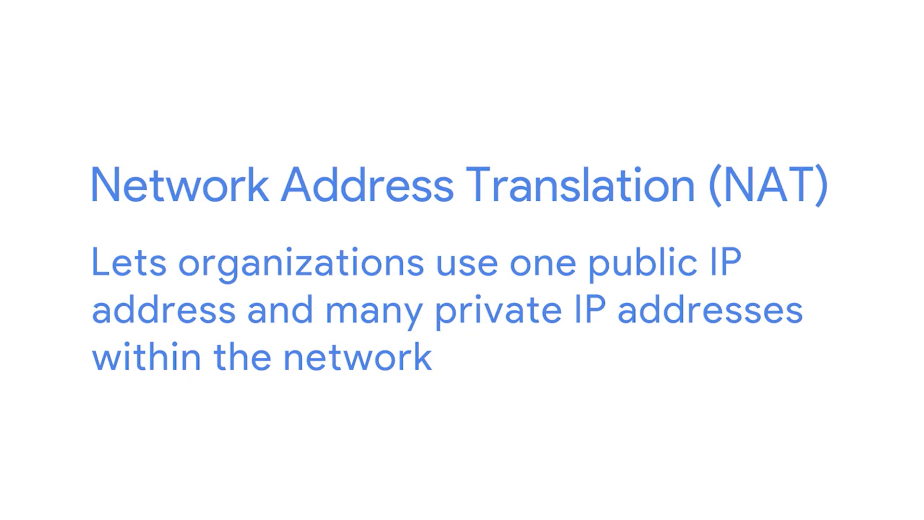 Network Address Translation (NAT)
Lets organizations use one public IP
address and many private IP addresses
within the network